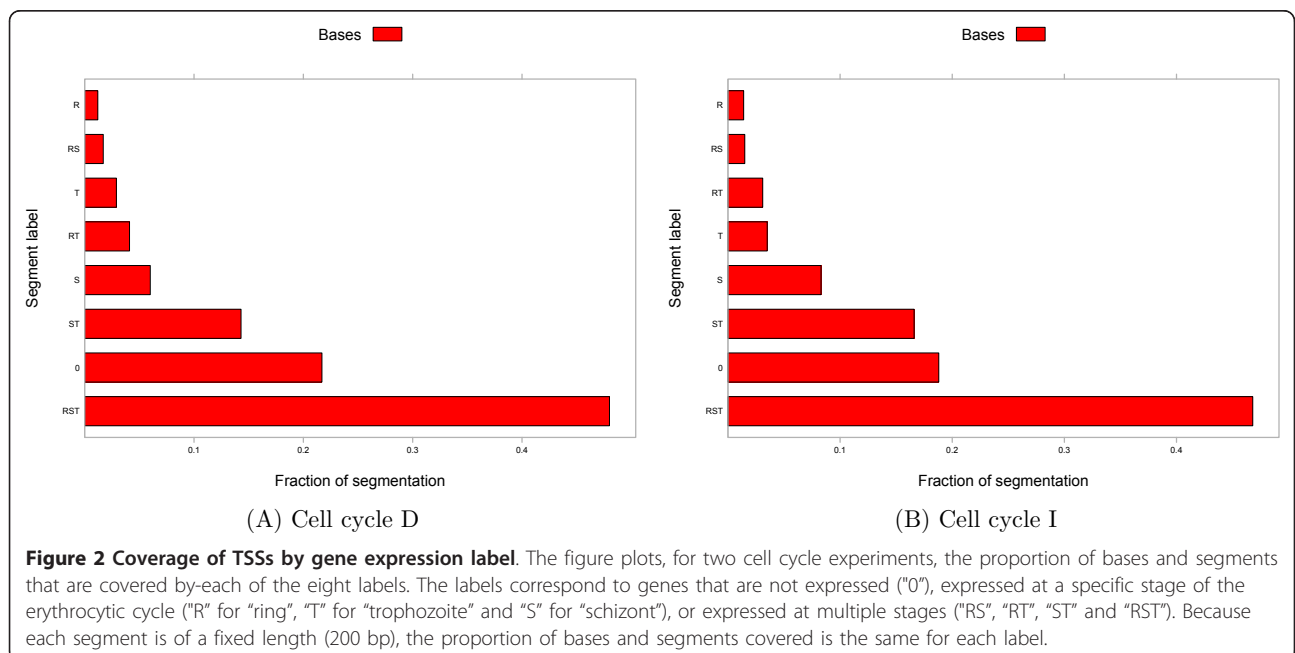 Bases
R
RS
T
RT
S
ST
0
RST
Segment label
0.1 0.2 0.3 0.4
Fraction of segmentation
(A) Cell cycle D
Bases
R
RS
RT
T
S
ST
0
RST
Segment label
0.1 0.2 0.3 0.4
Fraction of segmentation
(B) Cell cycle I
Figure 2 Coverage of TSSs by gene expression label. The figure plots, for two cell cycle experiments, the proportion of bases and segments
that are covered by-each of the eight labels. The labels correspond to genes that are not expressed ("0"), expressed at a specific stage of the
erythrocytic cycle ("R" for "ring", "T" for "trophozoite" and "S" for "schizont"), or expressed at multiple stages ("RS", "RT", "ST" and "RST"). Because
each segment is of a fixed length (200 bp), the proportion of bases and segments covered is the same for each label.